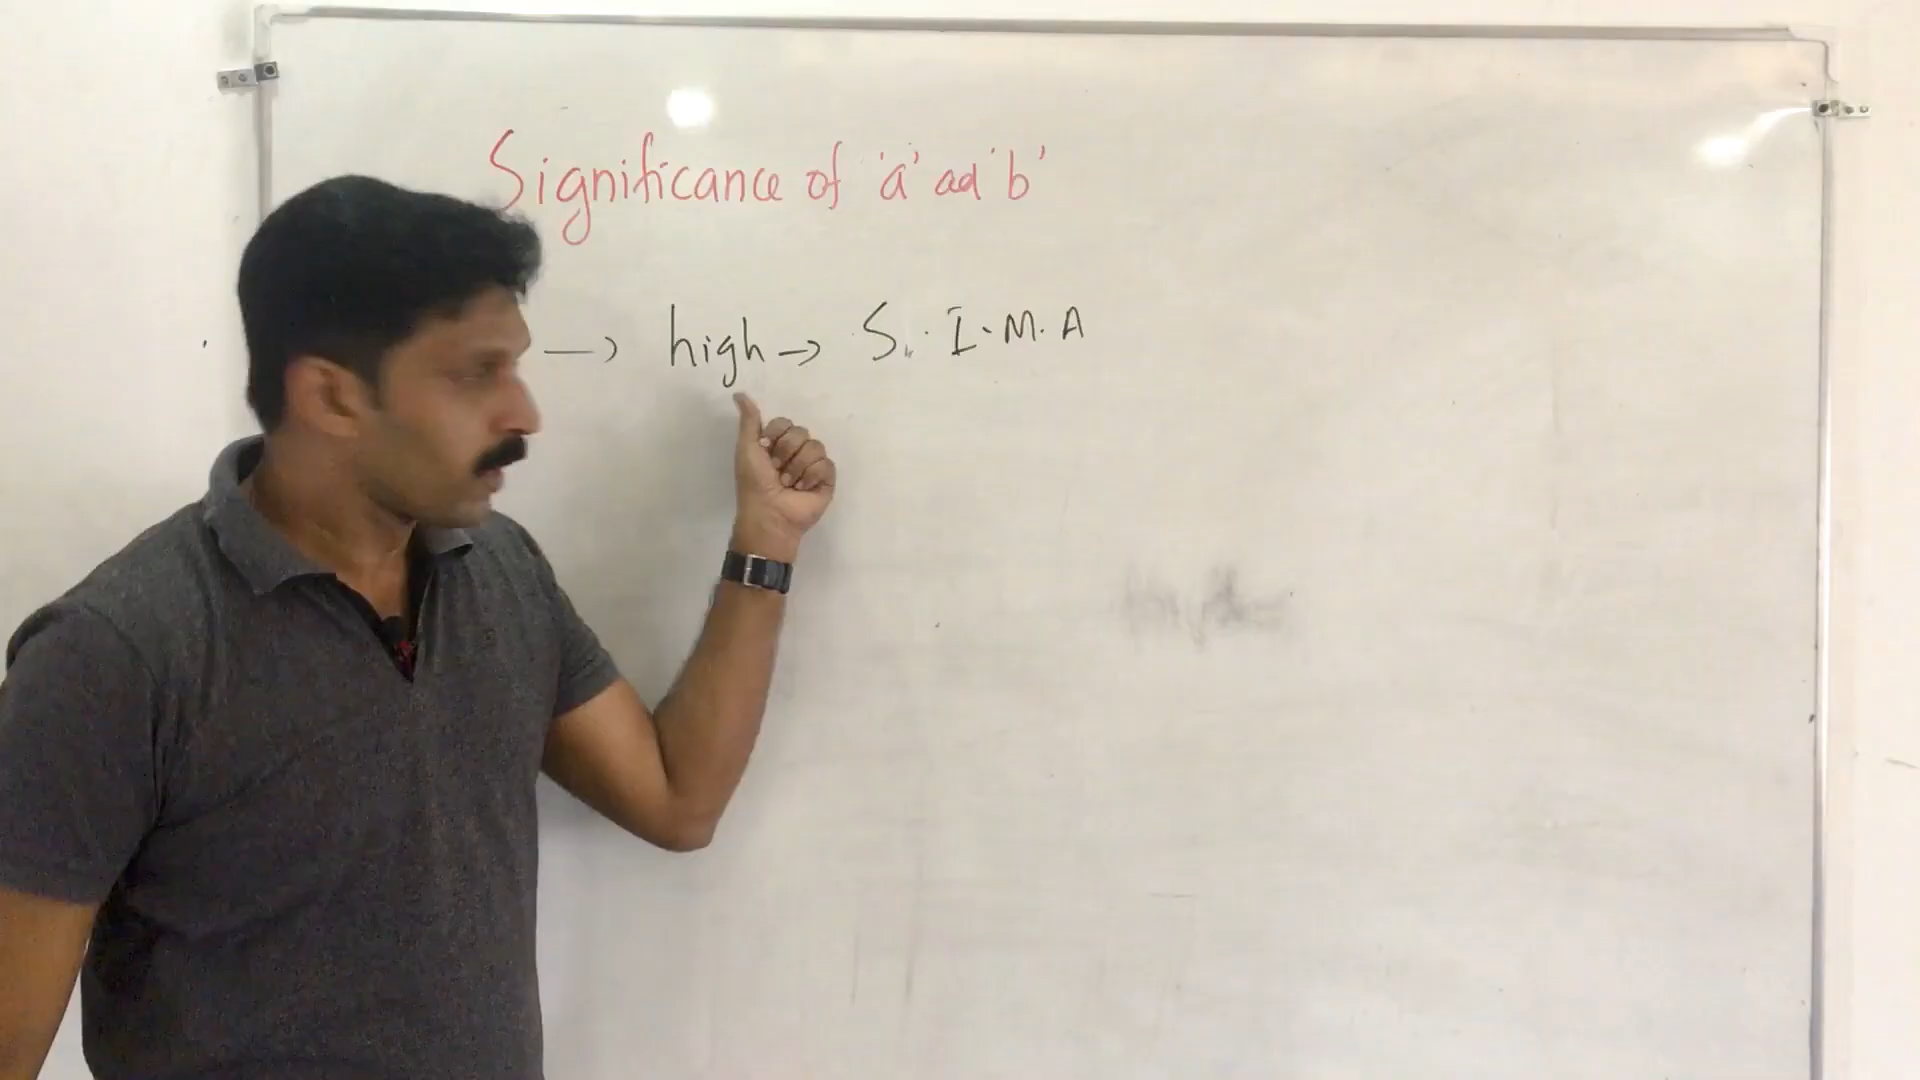 Significance of 'a' ad 'b'
→ high → S. I. M. A